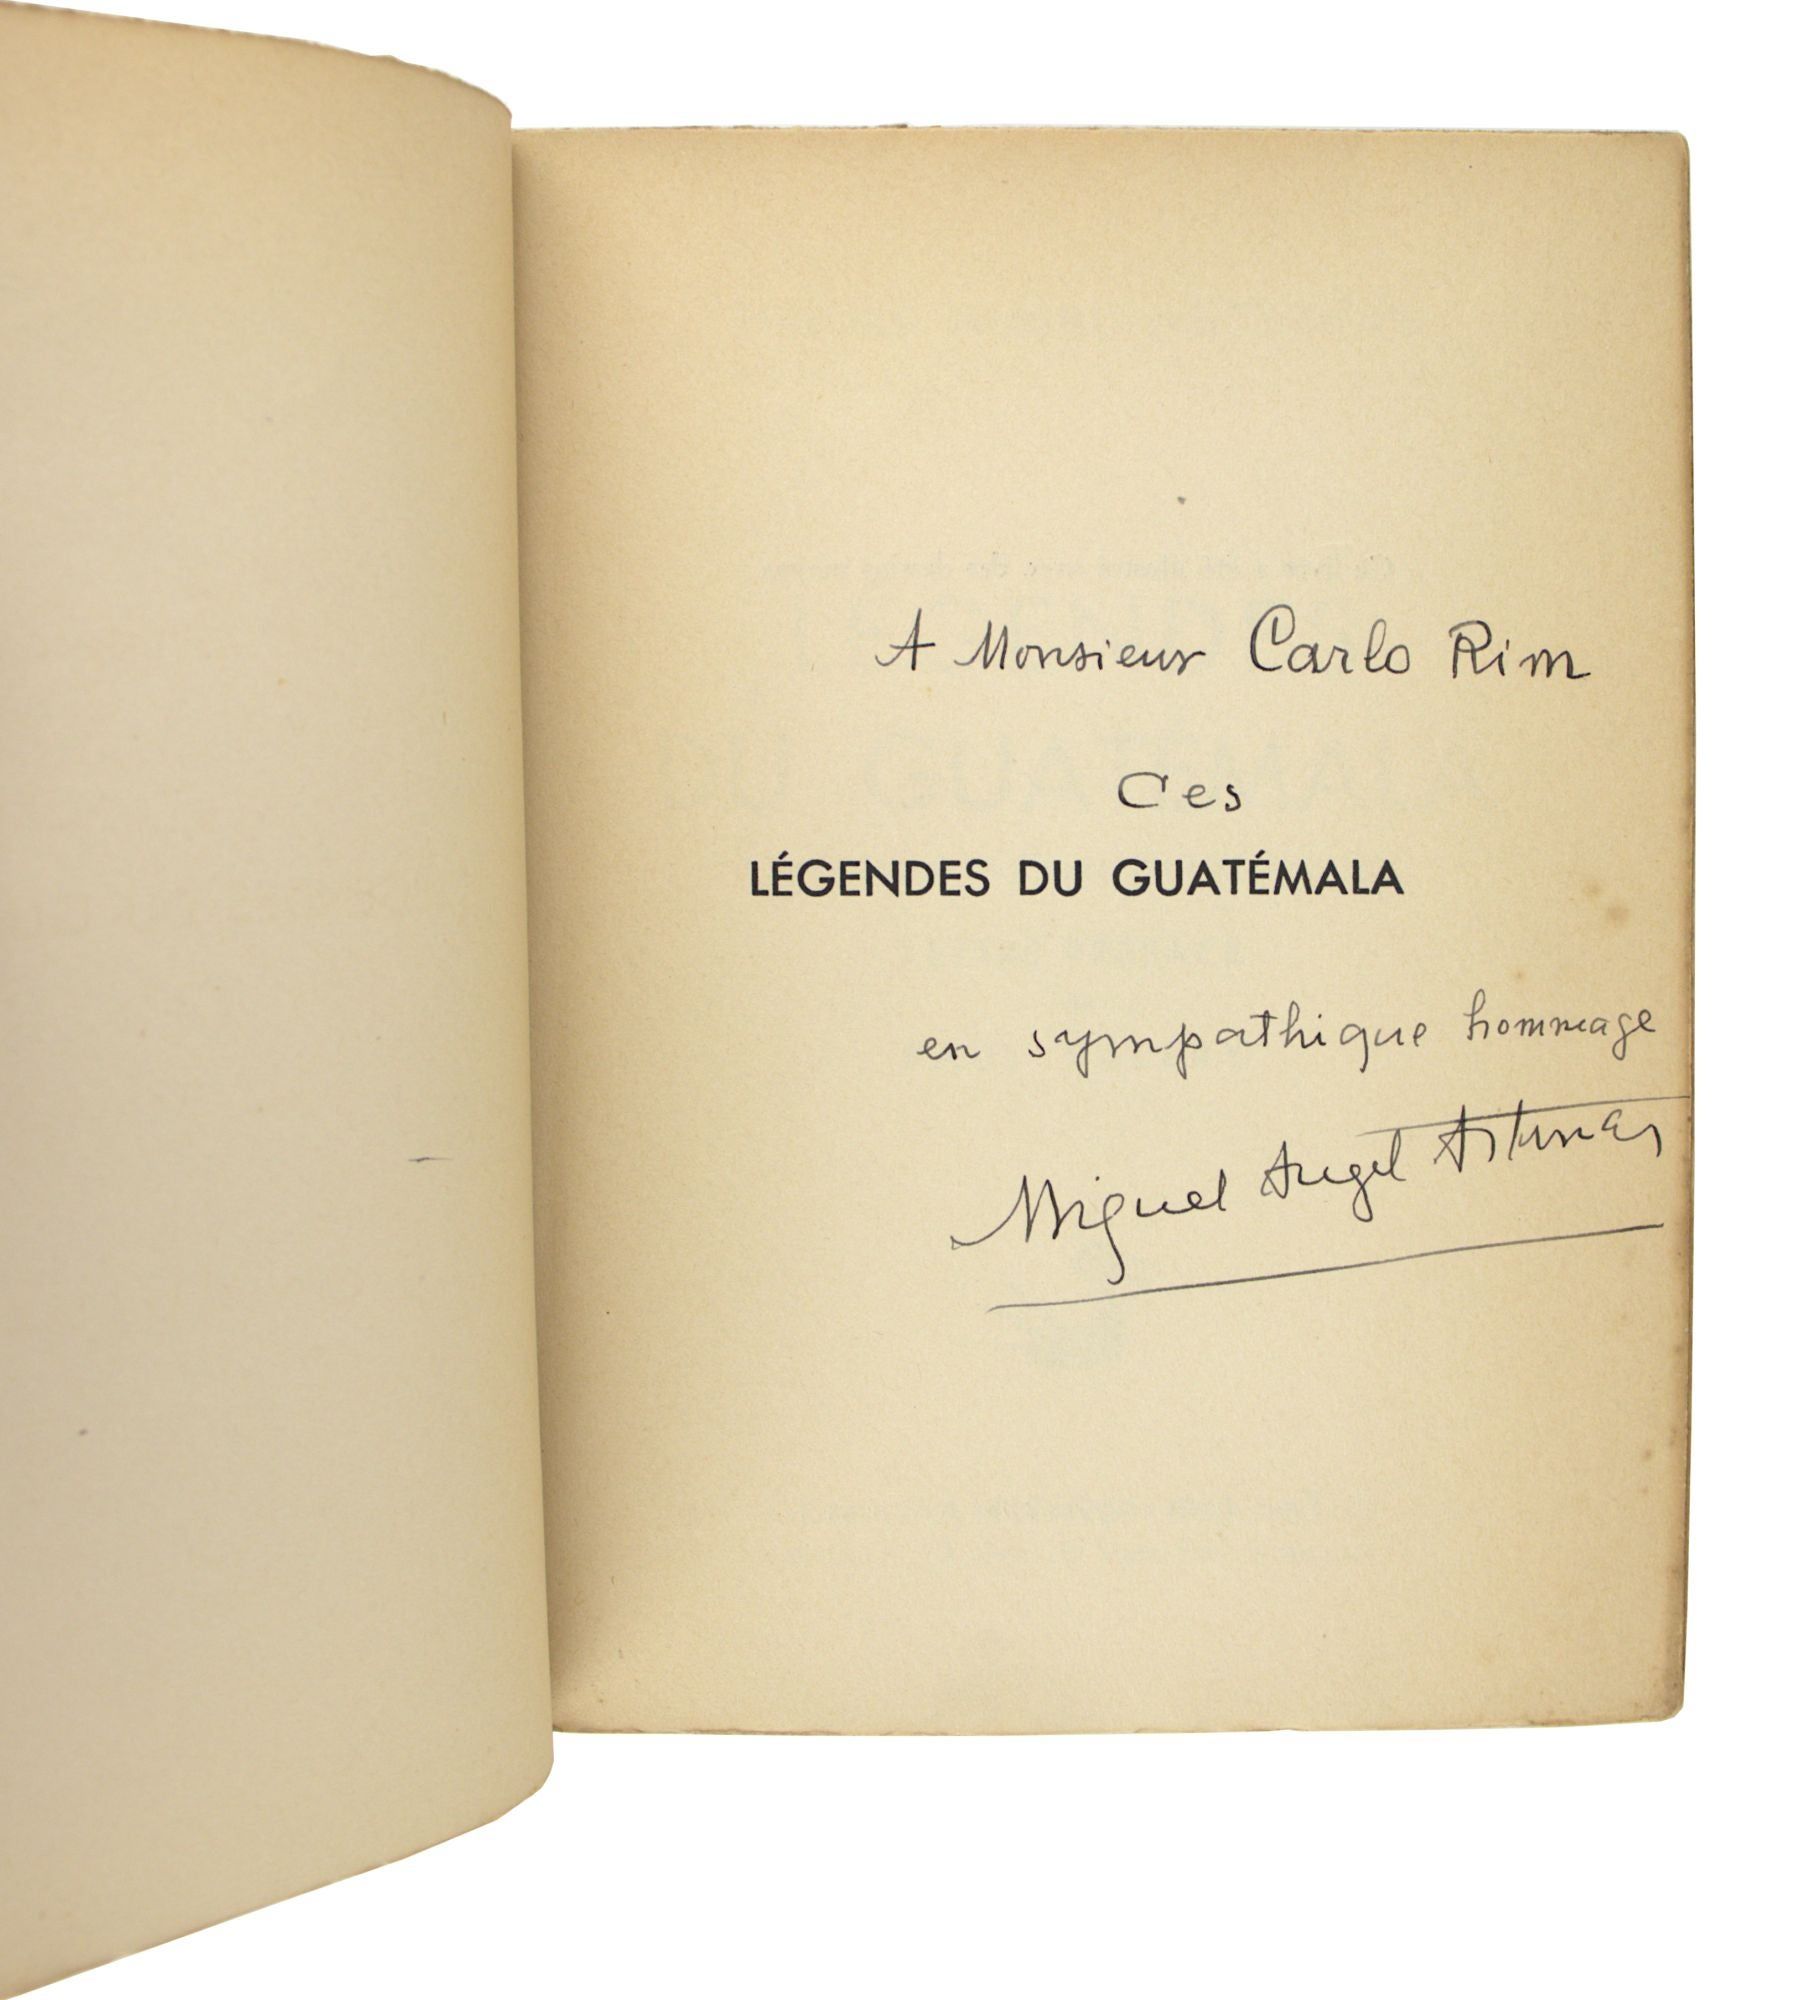 A Monsieur Carlo Rim
Ces
LÉGENDES DU GUATÉMALA
en sympathique hommage
Miguel Angel Asturias